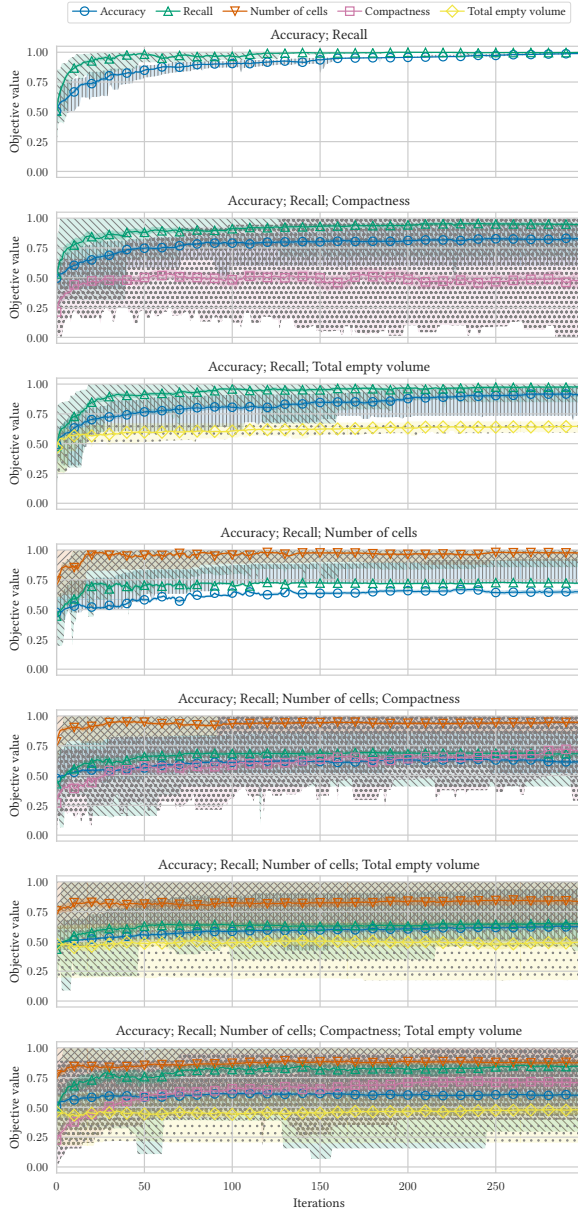 Accuracy Recall Number of cells Compactness Total empty volume
Accuracy; Recall
Objective value
1.00
0.75
0.50
0.25
0.00
Accuracy; Recall; Compactness
Objective value
1.00
0.75
0.50
0.25
0.00
Accuracy; Recall; Total empty volume
Objective value
1.00
0.75
0.50
0.25
0.00
Accuracy; Recall; Number of cells
Objective value
1.00
0.75
0.50
0.25
0.00
Accuracy; Recall; Number of cells; Compactness
Objective value
1.00
0.75
0.50
0.25
0.00
Accuracy; Recall; Number of cells; Total empty volume
Objective value
1.00
0.75
0.50
0.25
0.00
Accuracy; Recall; Number of cells; Compactness; Total empty volume
Objective value
1.00
0.75
0.50
0.25
0.00
0 50 100 150 200 250
Iterations